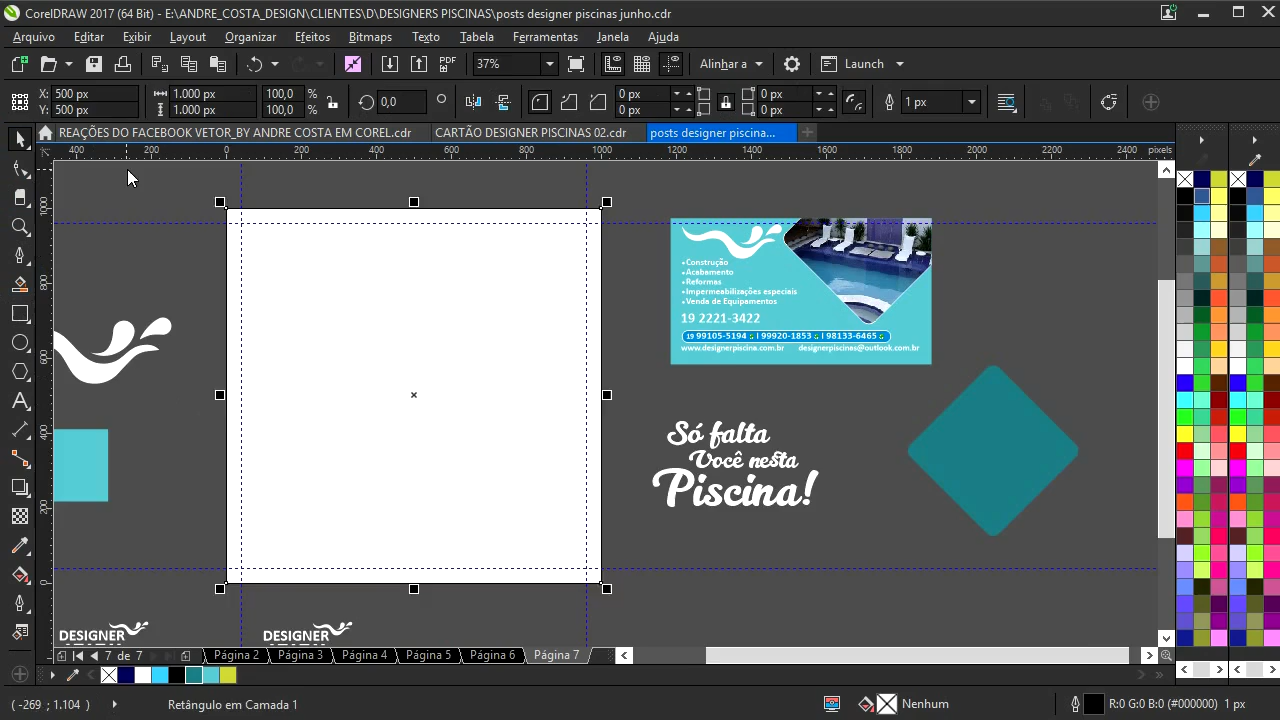 CorelDRAW 2017 (64 Bit) - E:\ANDRE_COSTA_DESIGN\CLIENTES\D\DESIGNERS PISCINAS\posts designer piscinas junho.cdr
Arquivo Editar Exibir Layout Organizar Efeitos Bitmaps Texto Tabela Ferramentas Janela Ajuda
PDF 37% Alinhar a Launch
X: 500 px 1.000 px 100,0 % 0,0 0 px 0 px 1 px
Y: 500 px 1.000 px 100,0 % 0 px 0 px
REAÇÕES DO FACEBOOK VETOR_BY ANDRE COSTA EM COREL.cdr CARTÃO DESIGNER PISCINAS 02.cdr posts designer piscina...
400 200 0 200 400 600 800 1000 1200 1400 1600 1800 2000 2200 2400 pixels
1000
800
600
400
200
0
•Construção
•Acabamento
•Reformas
•Impermeabilizações especiais
•Venda de Equipamentos
19 2221-3422
19 99105-5194 I 99920-1853 I 98133-6465
www.designerpiscina.com.br designerpiscinas@outlook.com.br
Só falta
Você nesta
Piscina!
DESIGNER DESIGNER
7 de 7 Página 2 Página 3 Página 4 Página 5 Página 6 Página 7
( -269 ; 1.104 ) Retângulo em Camada 1 Nenhum R:0 G:0 B:0 (#000000) 1 px